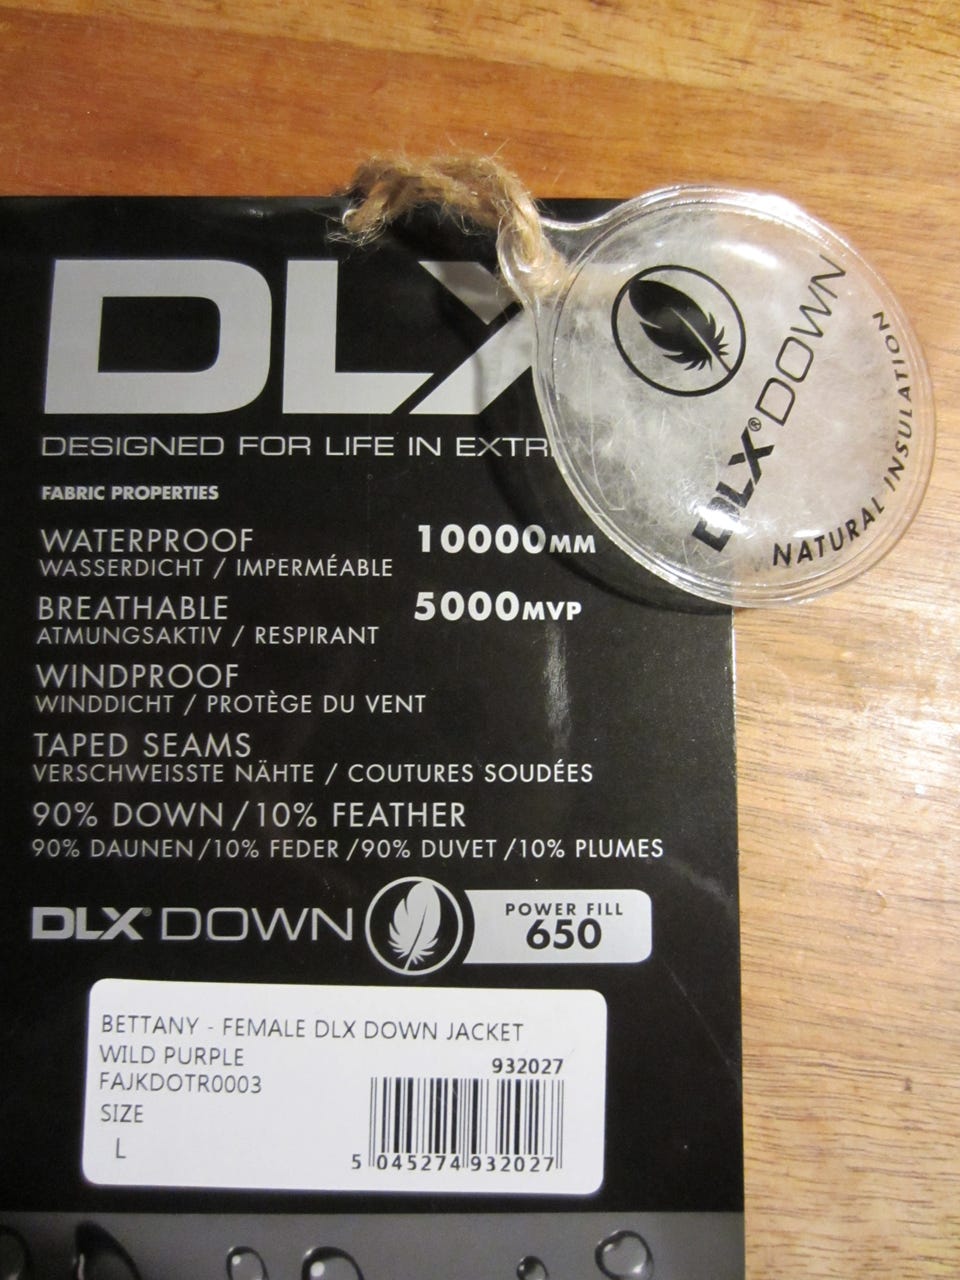 DLX
DESIGNED FOR LIFE IN
FABRIC PROPERTIES
WATERPROOF 10000MM
WASSERDICHT / IMPERMÉABLE
BREATHABLE 5000MVP
ATMUNGSAKTIV / RESPIRANT
WINDPROOF
WINDDICHT / PROTÈGE DU VENT
TAPED SEAMS
VERSCHWEISSTE NÄHTE / COUTURES SOUDÉES
90% DOWN / 10% FEATHER
90% DAUNEN /10% FEDER /90% DUVET /10% PLUMES
DLX® DOWN
POWER FILL
650
BETTANY - FEMALE DLX DOWN JACKET
WILD PURPLE
932027
FAJKDOTR0003
SIZE
L
5 045274 932027
DLX® DOWN
NATURAL INSULATION